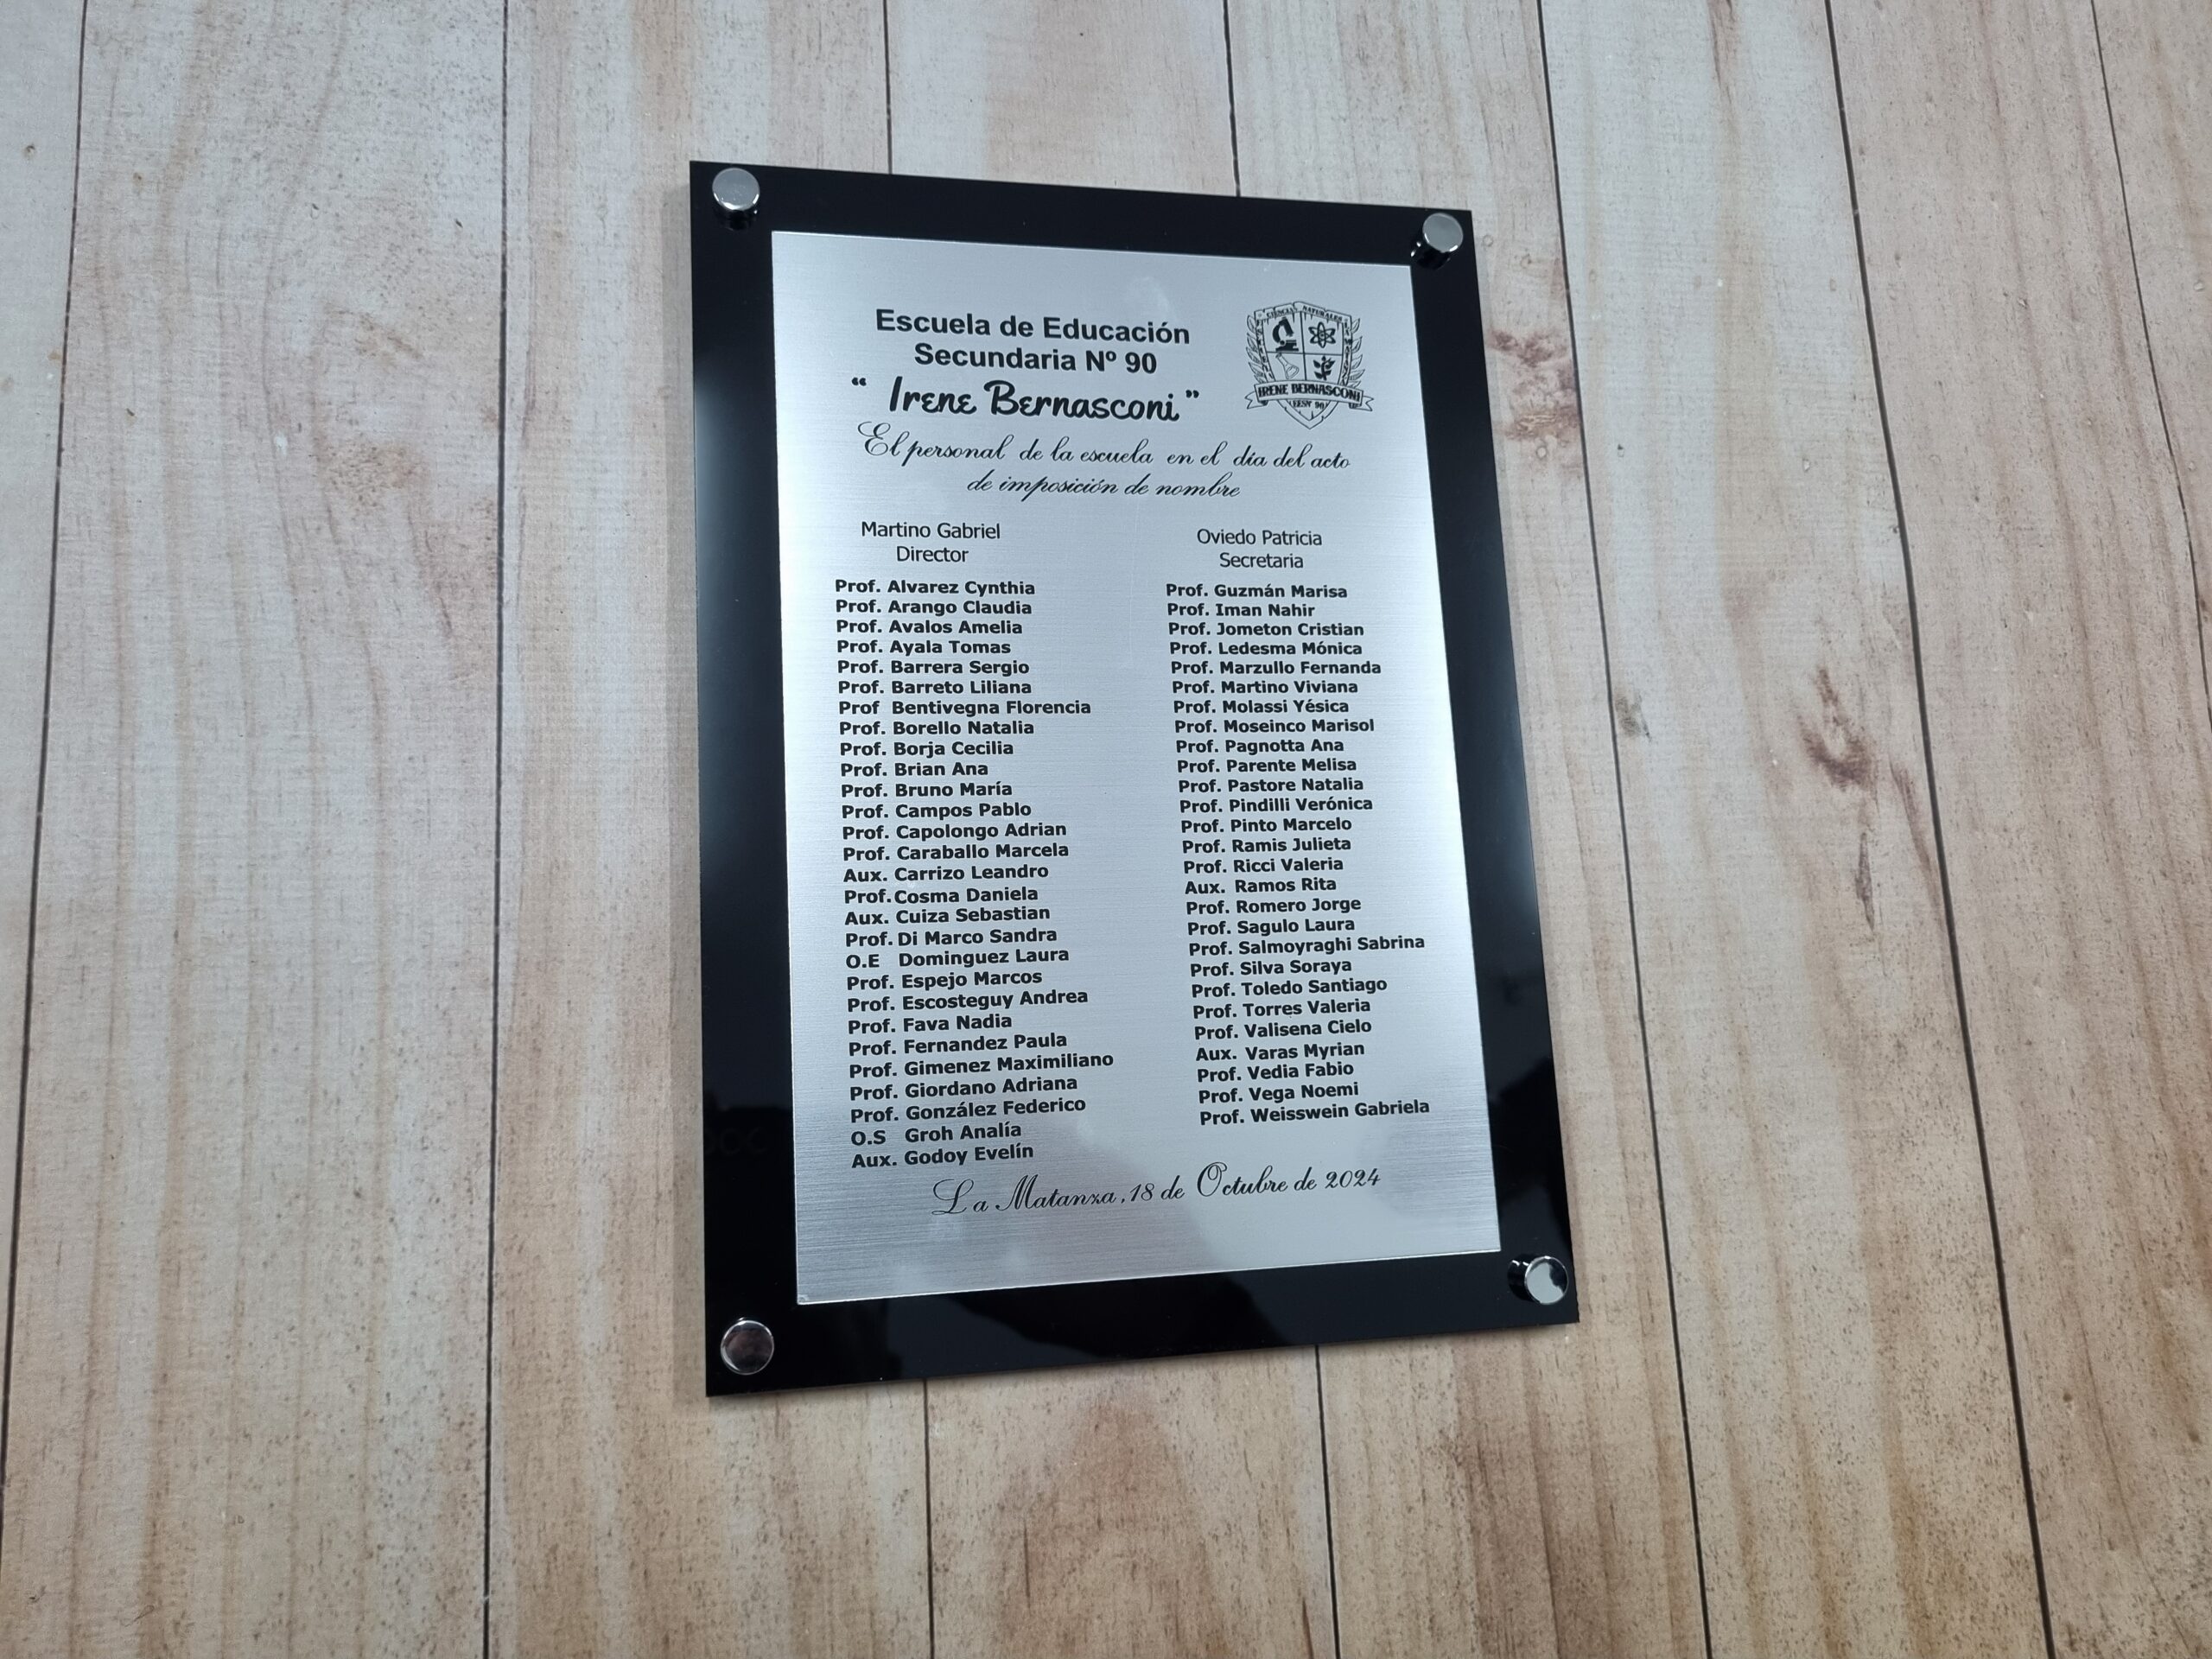 Escuela de Educación
Secundaria Nº 90
" Irene Bernasconi"
CIENCIAS NATURALES
LA MATANZA
IRENE BERNASCONI
EESN 90
El personal de la escuela en el día del acto
de imposición de nombre
Martino Gabriel
Director
Prof. Alvarez Cynthia
Prof. Arango Claudia
Prof. Avalos Amelia
Prof. Ayala Tomas
Prof. Barrera Sergio
Prof. Barreto Liliana
Prof Bentivegna Florencia
Prof. Borello Natalia
Prof. Borja Cecilia
Prof. Brian Ana
Prof. Bruno María
Prof. Campos Pablo
Prof. Capolongo Adrian
Prof. Caraballo Marcela
Aux. Carrizo Leandro
Prof. Cosma Daniela
Aux. Cuiza Sebastian
Prof. Di Marco Sandra
O.E Dominguez Laura
Prof. Espejo Marcos
Prof. Escosteguy Andrea
Prof. Fava Nadia
Prof. Fernandez Paula
Prof. Gimenez Maximiliano
Prof. Giordano Adriana
Prof. González Federico
O.S Groh Analía
Aux. Godoy Evelín
Oviedo Patricia
Secretaria
Prof. Guzmán Marisa
Prof. Iman Nahir
Prof. Jometon Cristian
Prof. Ledesma Mónica
Prof. Marzullo Fernanda
Prof. Martino Viviana
Prof. Molassi Yésica
Prof. Moseinco Marisol
Prof. Pagnotta Ana
Prof. Parente Melisa
Prof. Pastore Natalia
Prof. Pindilli Verónica
Prof. Pinto Marcelo
Prof. Ramis Julieta
Prof. Ricci Valeria
Aux. Ramos Rita
Prof. Romero Jorge
Prof. Sagulo Laura
Prof. Salmoyraghi Sabrina
Prof. Silva Soraya
Prof. Toledo Santiago
Prof. Torres Valeria
Prof. Valisena Cielo
Aux. Varas Myrian
Prof. Vedia Fabio
Prof. Vega Noemi
Prof. Weisswein Gabriela
La Matanza, 18 de Octubre de 2024